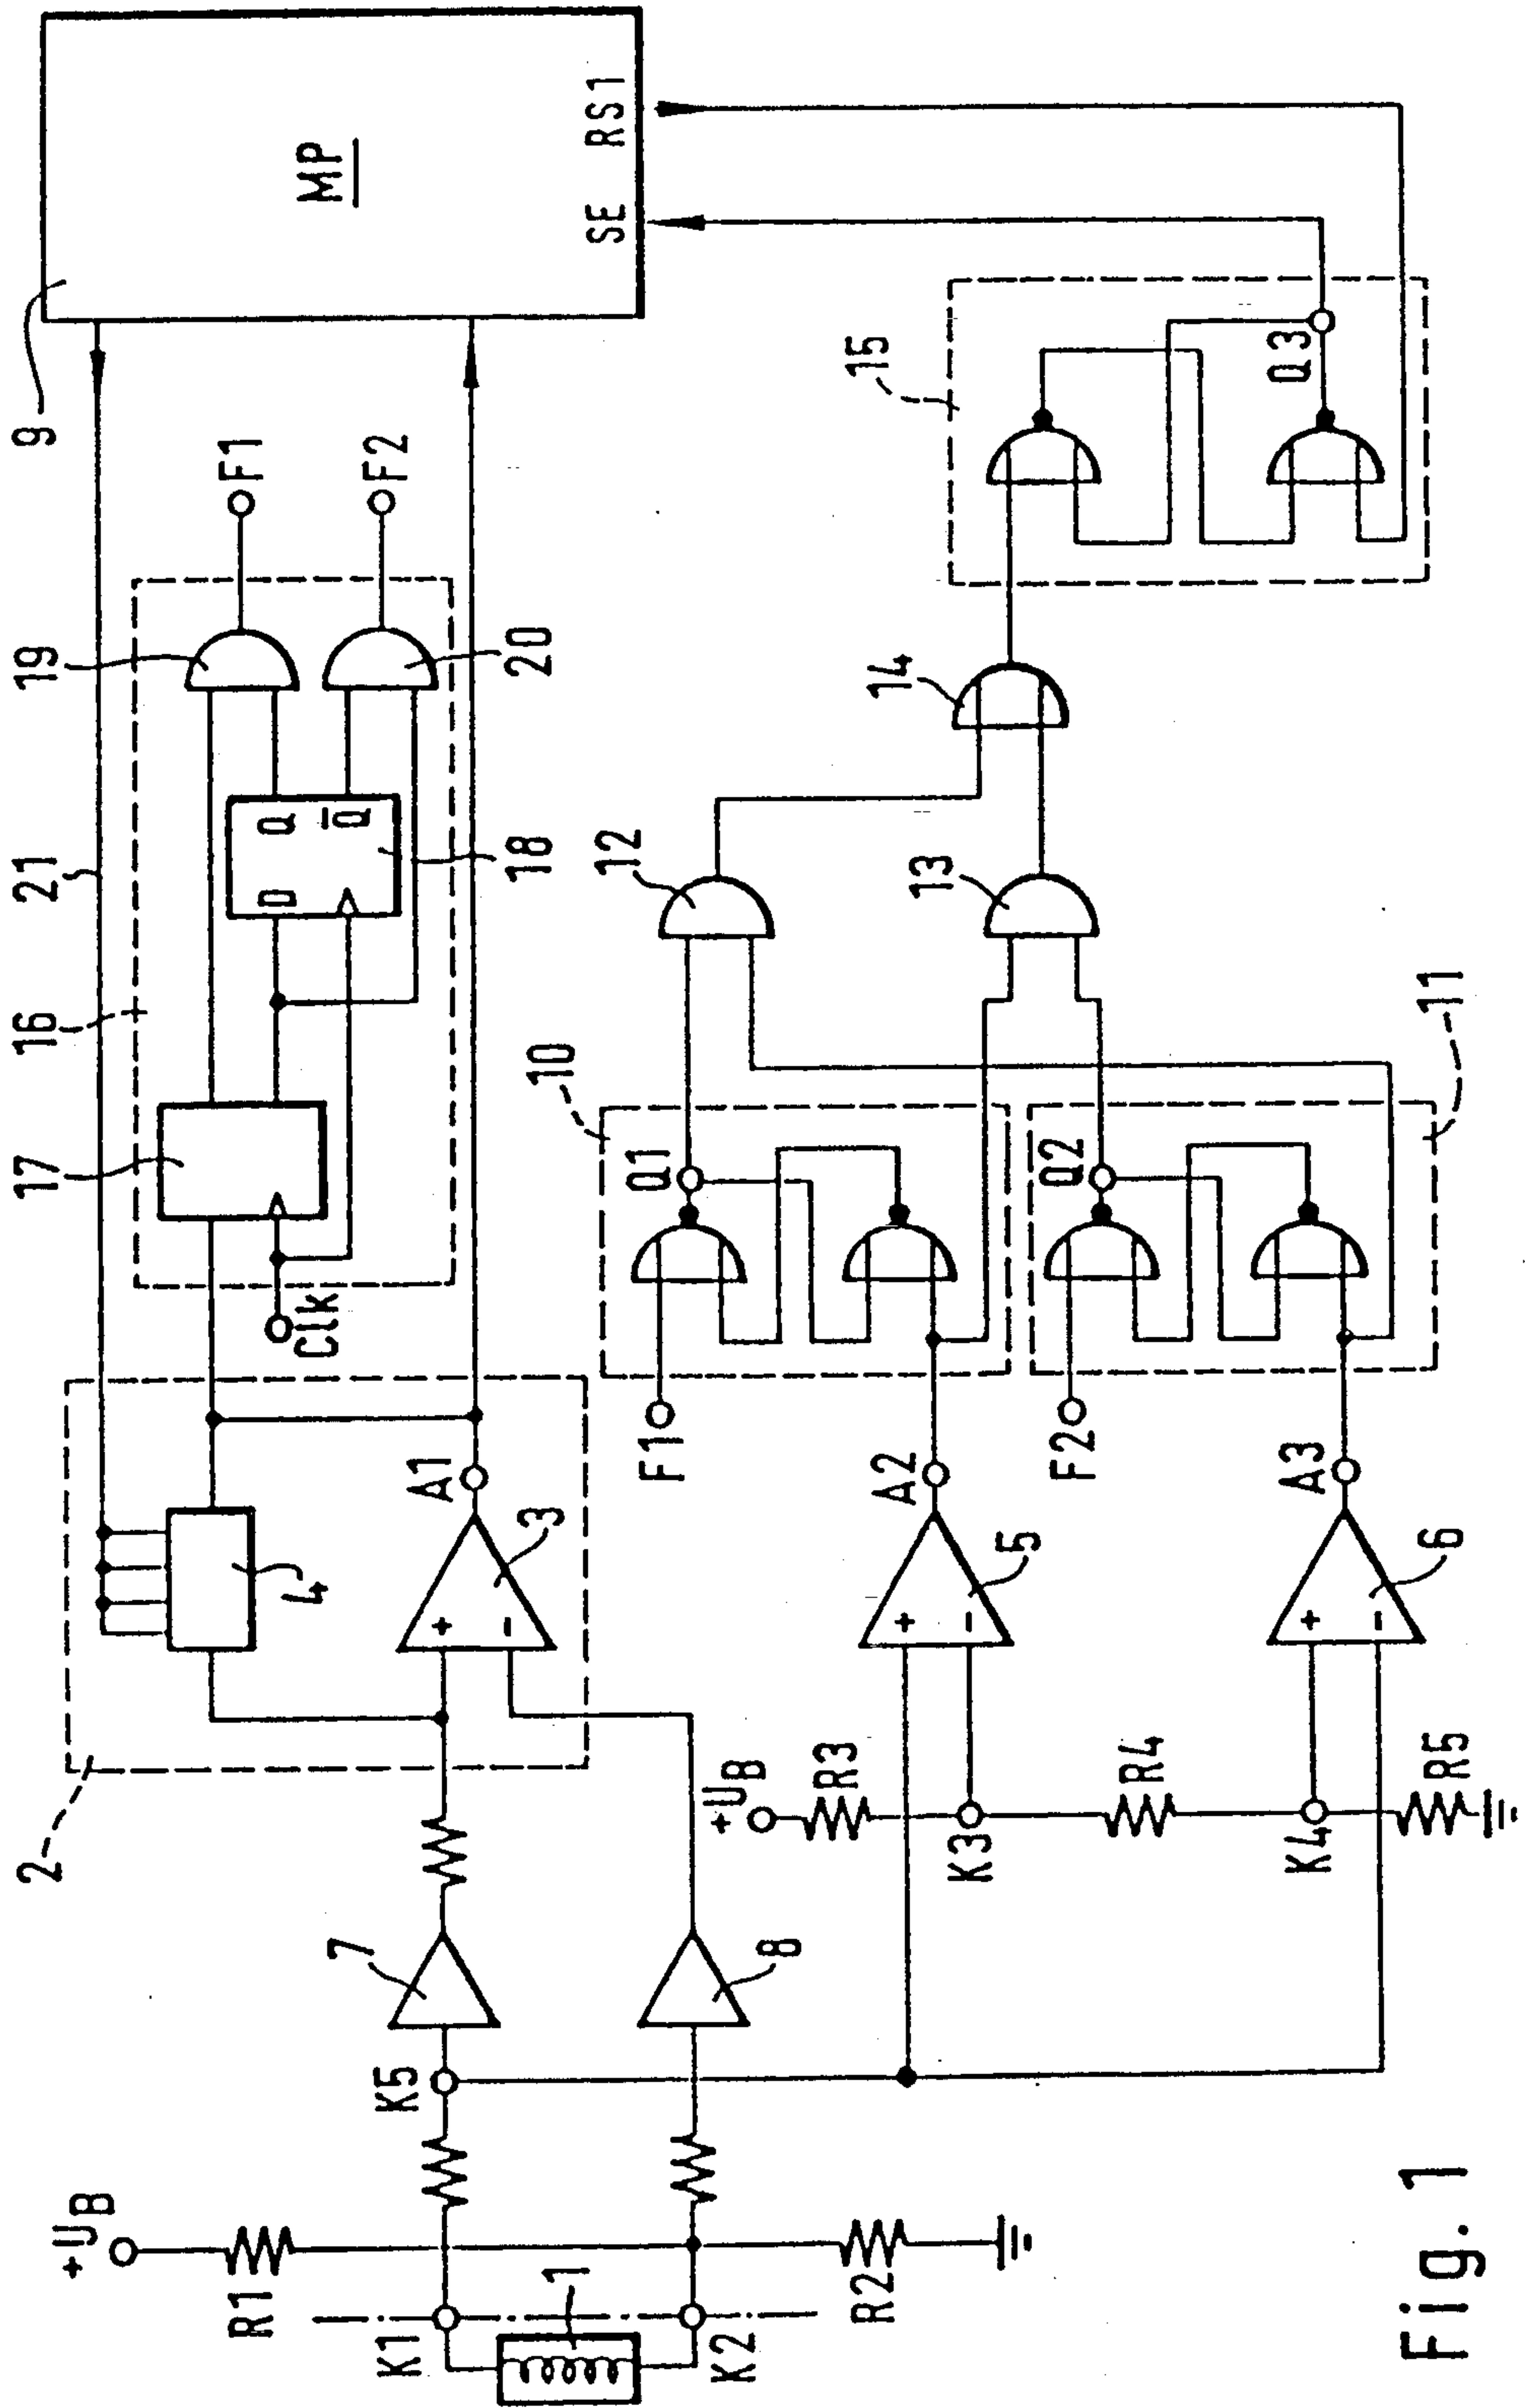 9
MP
SE
RS1
F1
F2
19
20
21
18
D
Q
Q̅
16
17
Clk
15
Q3
14
12
13
10
11
Q1
Q2
F1
F2
4
A1
3
+
-
2
A2
5
+
-
A3
6
+
-
+UB
R3
K3
R4
K4
R5
7
8
K5
+UB
R1
K1
1
K2
R2
Fig. 1